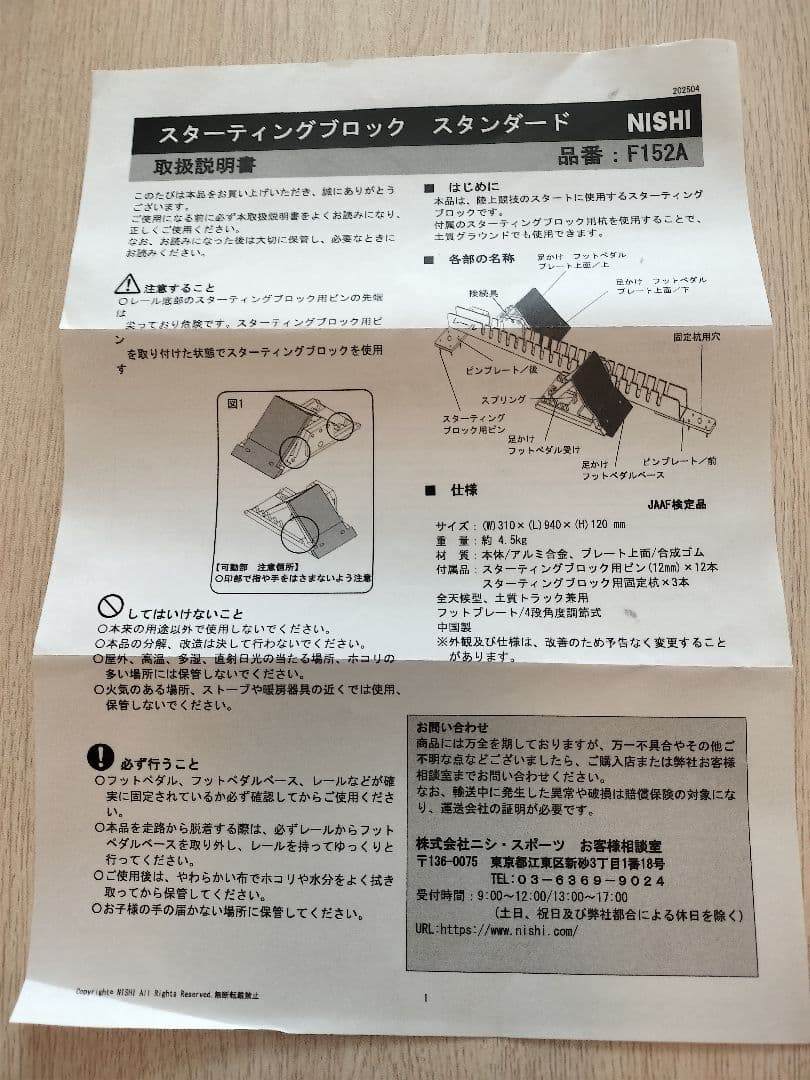 202504
スターティングブロック　スタンダード　NISHI
取扱説明書　品番：F152A
このたびは本品をお買い上げいただき、誠にありがとう
ございます。
ご使用になる前に必ず本取扱説明書をよくお読みになり、
正しくご使用ください。
なお、お読みになった後は大切に保管し、必要なときに
お読みください。
注意すること
○レール底部のスターティングブロック用ピンの先端
は
尖っており危険です。スターティングブロック用ピ
ン
を取り付けた状態でスターティングブロックを使用
す
図1
【可動部　注意箇所】
○印部で指や手をはさまないよう注意
してはいけないこと
○本来の用途以外で使用しないでください。
○本品の分解、改造は決して行わないでください。
○屋外、高温、多湿、直射日光の当たる場所、ホコリの
多い場所には保管しないでください。
○火気のある場所、ストーブや暖房器具の近くでは使用、
保管しないでください。
必ず行うこと
○フットペダル、フットペダルベース、レールなどが確
実に固定されているか必ず確認してからご使用くださ
い。
○本品を走路から脱着する際は、必ずレールからフット
ペダルベースを取り外し、レールを持ってゆっくりと
行ってください。
○ご使用後は、やわらかい布でホコリや水分をよく拭き
取ってから保管してください。
○お子様の手の届かない場所に保管してください。
■　はじめに
本品は、陸上競技のスタートに使用するスターティング
ブロックです。
付属のスターティングブロック用杭を使用することで、
土質グラウンドでも使用できます。
■　各部の名称
足かけ　フットペダル
プレート上面／上
足かけ　フットペダル
プレート上面／下
接続具
レール
固定杭用穴
ピンプレート／後
スプリング
スターティング
ブロック用ピン
足かけ
フットペダル受け
足かけ
フットペダルベース
ピンプレート／前
■　仕様
JAAF検定品
サイズ：(W)310×(L)940×(H)120 mm
重　量：約 4.5kg
材　質：本体/アルミ合金、プレート上面/合成ゴム
付属品：スターティングブロック用ピン(12mm)×12本
スターティングブロック用固定杭×3本
全天候型、土質トラック兼用
フットプレート/4段角度調節式
中国製
※外観及び仕様は、改善のため予告なく変更すること
があります。
お問い合わせ
商品には万全を期しておりますが、万一不具合やその他ご
不明な点などございましたら、ご購入店または弊社お客様
相談室までお問い合わせください。
なお、輸送中に発生した異常や破損は賠償保険の対象にな
り、運送会社の証明が必要です。
株式会社ニシ・スポーツ　お客様相談室
〒136-0075　東京都江東区新砂3丁目1番18号
TEL:03-6369-9024
受付時間：9:00〜12:00/13:00〜17:00
（土日、祝日及び弊社都合による休日を除く）
URL:https://www.nishi.com/
Copyright© NISHI All Rights Reserved.無断転載禁止
1